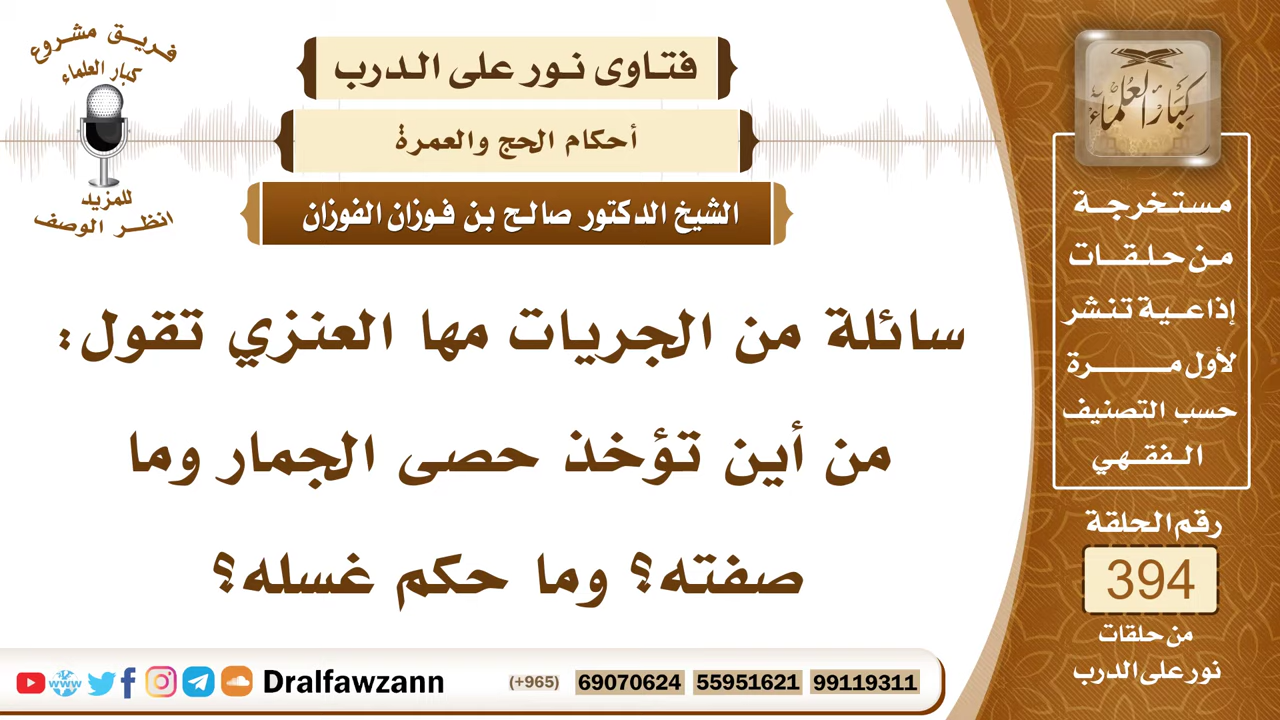 فريق مشروع
كبار العلماء
للمزيد
انظر الوصف
فتاوى نور على الدرب
أحكام الحج والعمرة
الشيخ الدكتور صالح بن فوزان الفوزان
سائلة من الجريات مها العنزي تقول:
من أين تؤخذ حصى الجمار وما
صفته؟ وما حكم غسله؟
كبار العلماء
مستخرجة
من حلقات
إذاعية تنشر
لأول مرة
حسب التصنيف
الفقهي
رقم الحلقة
394
من حلقات
نور على الدرب
www Dralfawzann (+965) 69070624 55951621 99119311